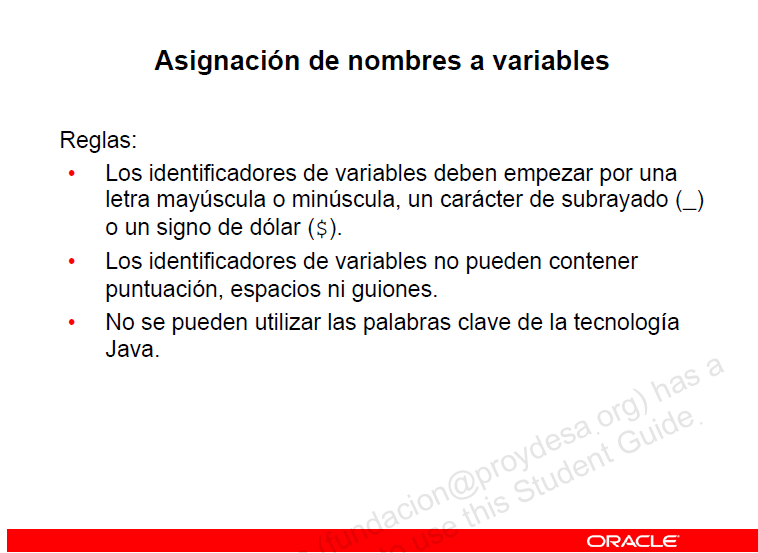 Asignación de nombres a variables
Reglas:
• Los identificadores de variables deben empezar por una
letra mayúscula o minúscula, un carácter de subrayado (_)
o un signo de dólar ($).
• Los identificadores de variables no pueden contener
puntuación, espacios ni guiones.
• No se pueden utilizar las palabras clave de la tecnología
Java.
(fundacion@proydesa.org) has a
use this Student Guide.
ORACLE